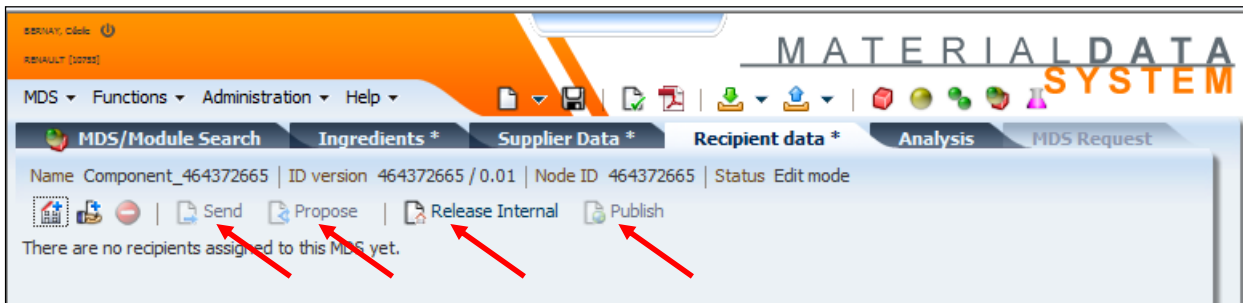 BERNAY, Cécile
RENAULT [10753]
MATERIALDATA
SYSTEM
MDS Functions Administration Help
MDS/Module Search Ingredients * Supplier Data * Recipient data * Analysis MDS Request
Name Component_464372665 | ID version 464372665 / 0.01 | Node ID 464372665 | Status Edit mode
Send Propose | Release Internal Publish
There are no recipients assigned to this MDS yet.